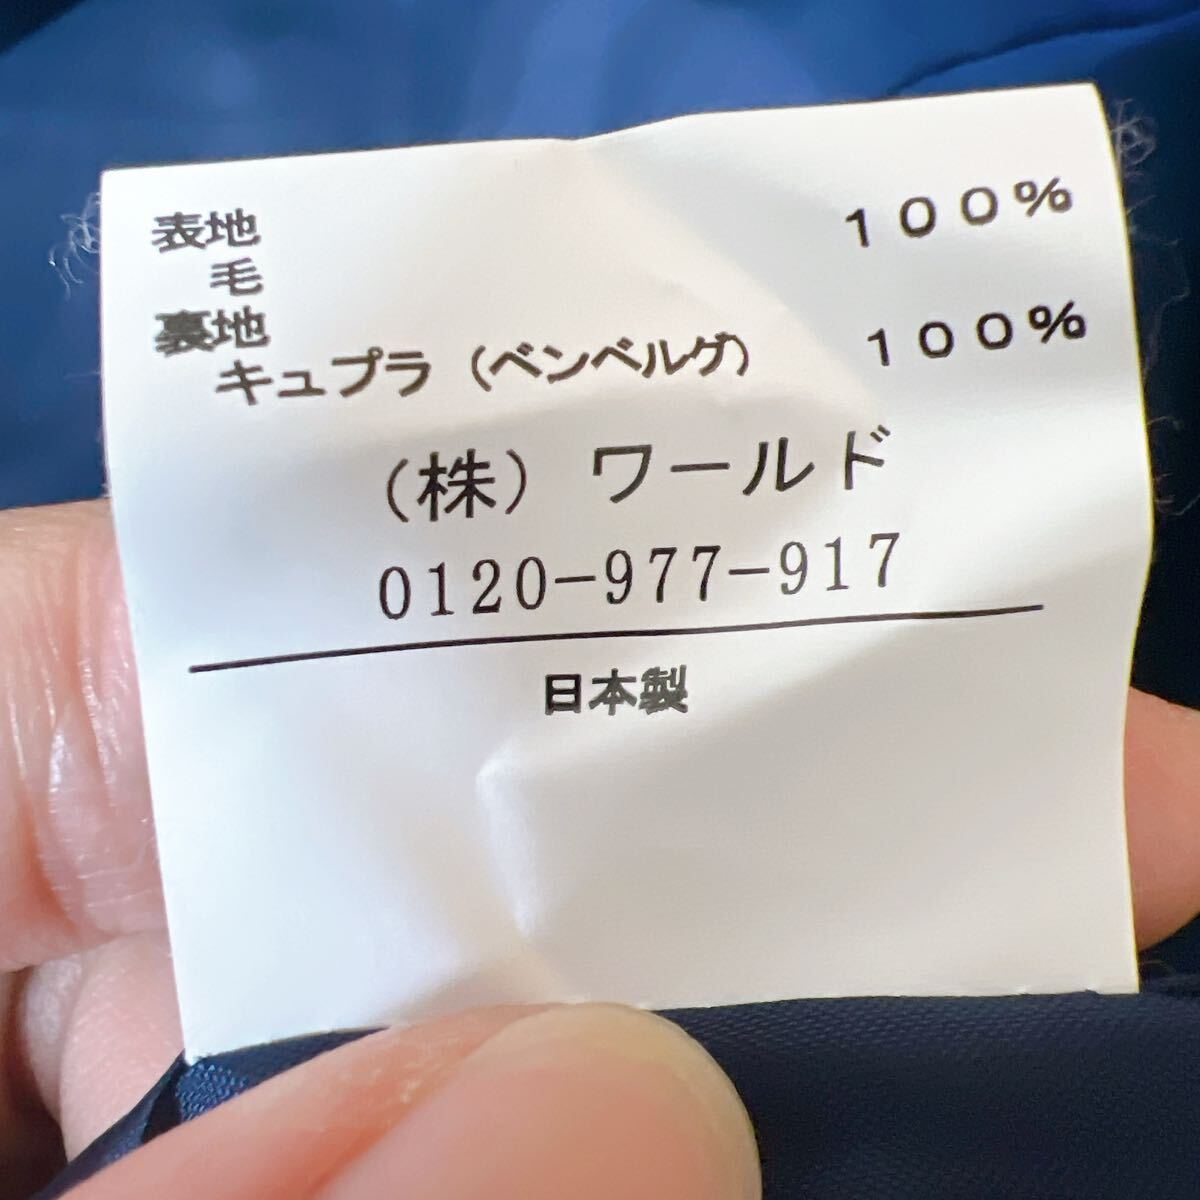 表地
毛 １００％
裏地
キュプラ（ベンベルグ） １００％
（株）ワールド
0120-977-917
日本製